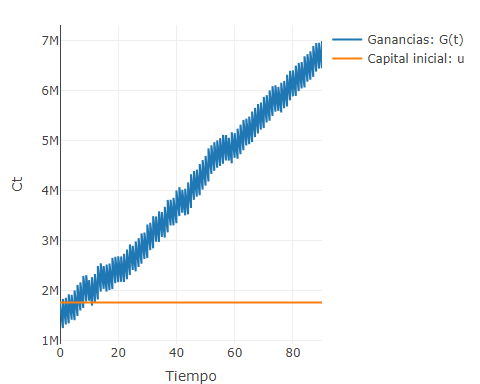 Ganancias: G(t)
Capital inicial: u
7M
6M
5M
4M
3M
2M
1M
Ct
0
20
40
60
80
Tiempo